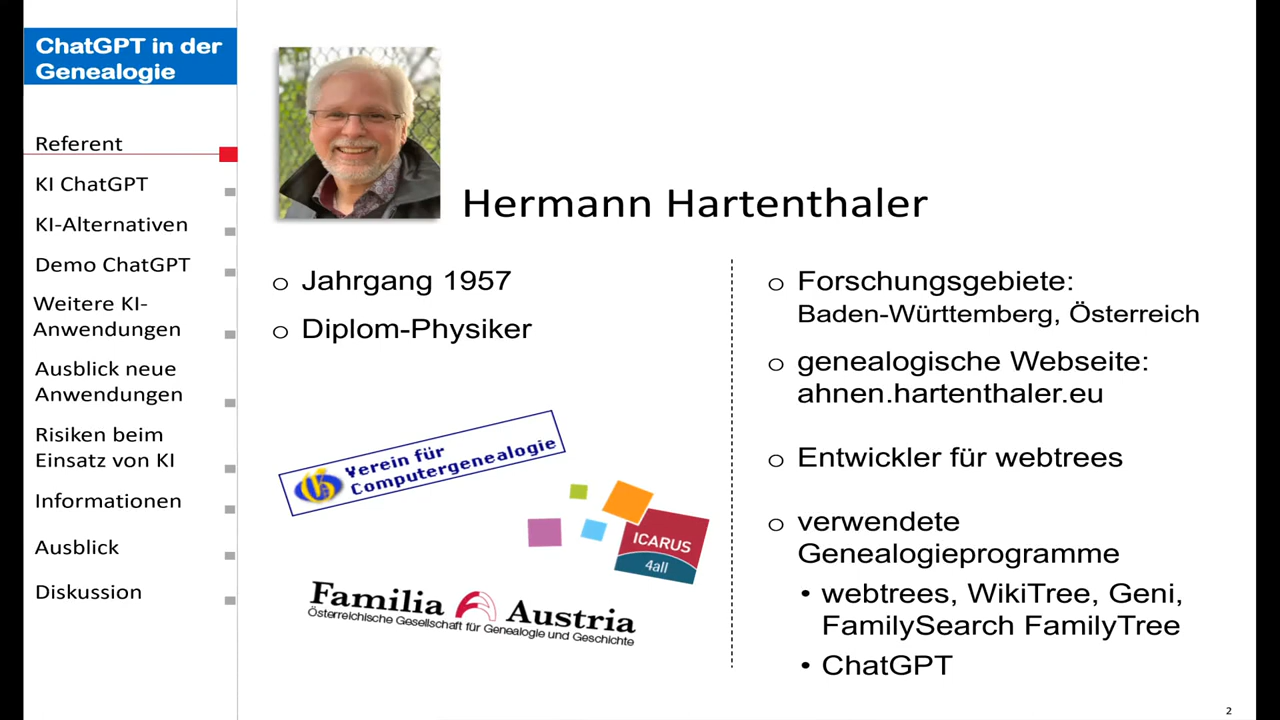 ChatGPT in der
Genealogie
Referent
KI ChatGPT
KI-Alternativen
Demo ChatGPT
Weitere KI-
Anwendungen
Ausblick neue
Anwendungen
Risiken beim
Einsatz von KI
Informationen
Ausblick
Diskussion
Hermann Hartenthaler
o Jahrgang 1957
o Diplom-Physiker
Verein für
Computergenealogie
ICARUS
4all
Familia Austria
Österreichische Gesellschaft für Genealogie und Geschichte
o Forschungsgebiete:
Baden-Württemberg, Österreich
o genealogische Webseite:
ahnen.hartenthaler.eu
o Entwickler für webtrees
o verwendete
Genealogieprogramme
• webtrees, WikiTree, Geni,
FamilySearch FamilyTree
• ChatGPT
2